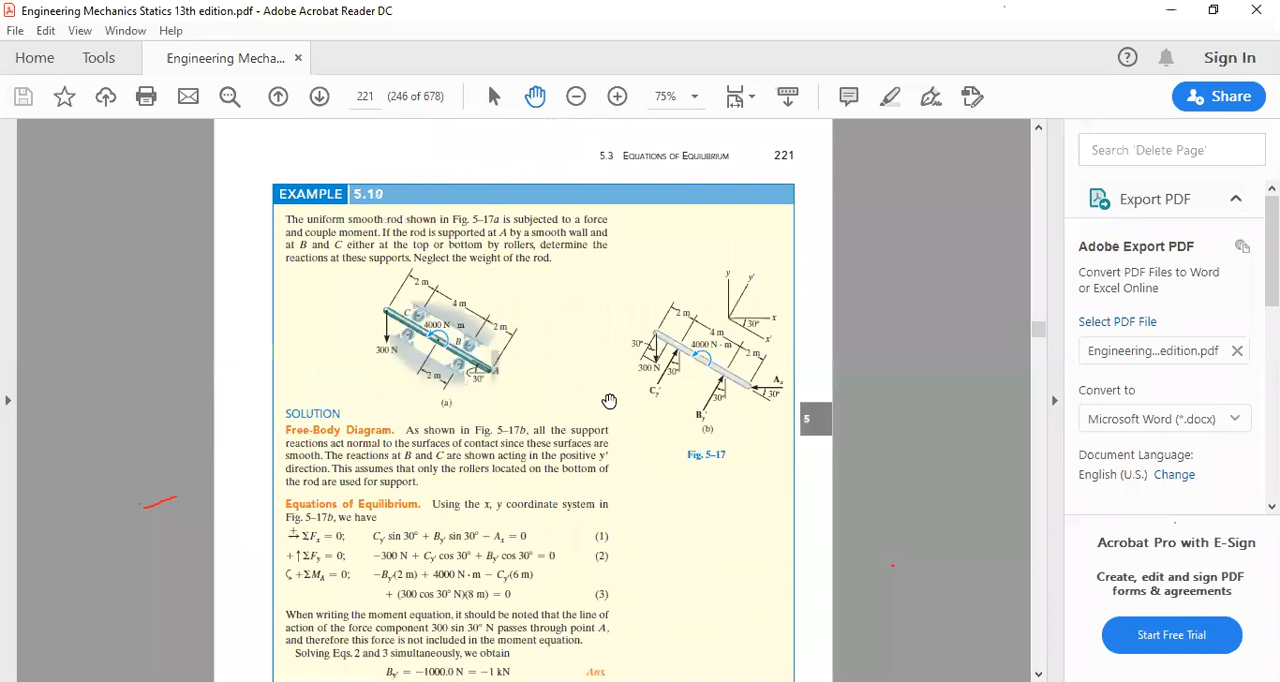 Engineering Mechanics Statics 13th edition.pdf - Adobe Acrobat Reader DC
File Edit View Window Help
Home Tools Engineering Mecha... ×
Sign In
221 (246 of 678) 75%
Share
5.3 EQUATIONS OF EQUILIBRIUM 221
EXAMPLE 5.10
The uniform smooth rod shown in Fig. 5–17a is subjected to a force
and couple moment. If the rod is supported at A by a smooth wall and
at B and C either at the top or bottom by rollers, determine the
reactions at these supports. Neglect the weight of the rod.
2 m
4 m
2 m
C
4000 N · m
B
300 N
A
2 m
30°
(a)
y y'
x
30°
x'
2 m
4 m
2 m
30°
4000 N · m
300 N
30°
Cy'
30°
By'
Ax
30°
(b)
Fig. 5–17
5
SOLUTION
Free-Body Diagram. As shown in Fig. 5–17b, all the support
reactions act normal to the surfaces of contact since these surfaces are
smooth. The reactions at B and C are shown acting in the positive y'
direction. This assumes that only the rollers located on the bottom of
the rod are used for support.
Equations of Equilibrium. Using the x, y coordinate system in
Fig. 5–17b, we have
→+ ΣFx = 0; Cy' sin 30° + By' sin 30° − Ax = 0 (1)
+↑ΣFy = 0; −300 N + Cy' cos 30° + By' cos 30° = 0 (2)
↺+ΣMA = 0; −By'(2 m) + 4000 N · m − Cy'(6 m)
+ (300 cos 30° N)(8 m) = 0 (3)
When writing the moment equation, it should be noted that the line of
action of the force component 300 sin 30° N passes through point A,
and therefore this force is not included in the moment equation.
Solving Eqs. 2 and 3 simultaneously, we obtain
By' = −1000.0 N = −1 kN Ans.
Search 'Delete Page'
Export PDF
Adobe Export PDF
Convert PDF Files to Word
or Excel Online
Select PDF File
Engineering...edition.pdf ×
Convert to
Microsoft Word (*.docx)
Document Language:
English (U.S.) Change
Acrobat Pro with E-Sign
Create, edit and sign PDF
forms & agreements
Start Free Trial